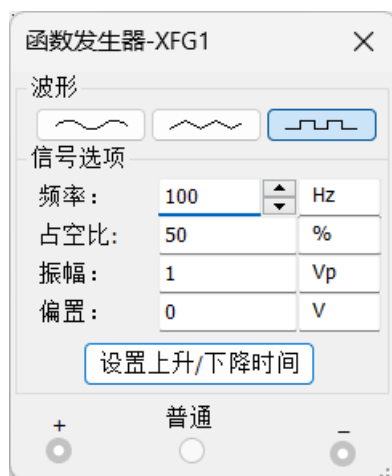 函数发生器-XFG1
波形
信号选项
频率： 100 Hz
占空比: 50 %
振幅： 1 Vp
偏置： 0 V
设置上升/下降时间
+ 普通 −